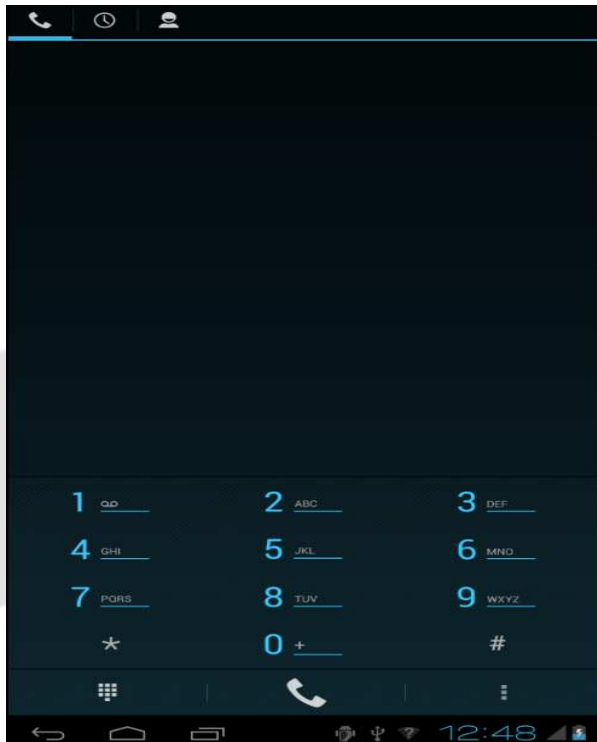 1
2 ABC
3 DEF
4 GHI
5 JKL
6 MNO
7 PQRS
8 TUV
9 WXYZ
*
0 +
#
12:48